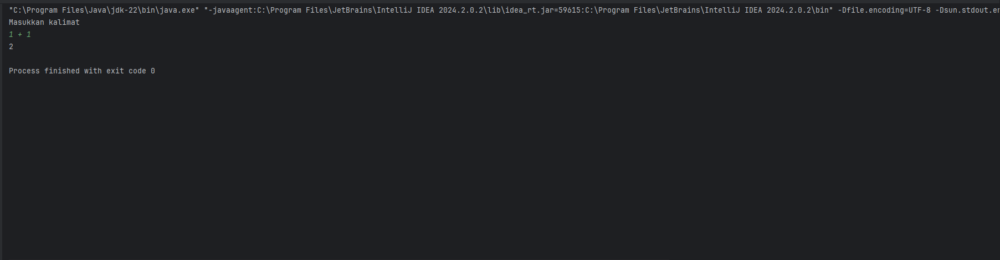 "C:\Program Files\Java\jdk-22\bin\java.exe" "-javaagent:C:\Program Files\JetBrains\IntelliJ IDEA 2024.2.0.2\lib\idea_rt.jar=59615:C:\Program Files\JetBrains\IntelliJ IDEA 2024.2.0.2\bin" -Dfile.encoding=UTF-8 -Dsun.stdout.en
Masukkan kalimat
1 + 1
2
Process finished with exit code 0